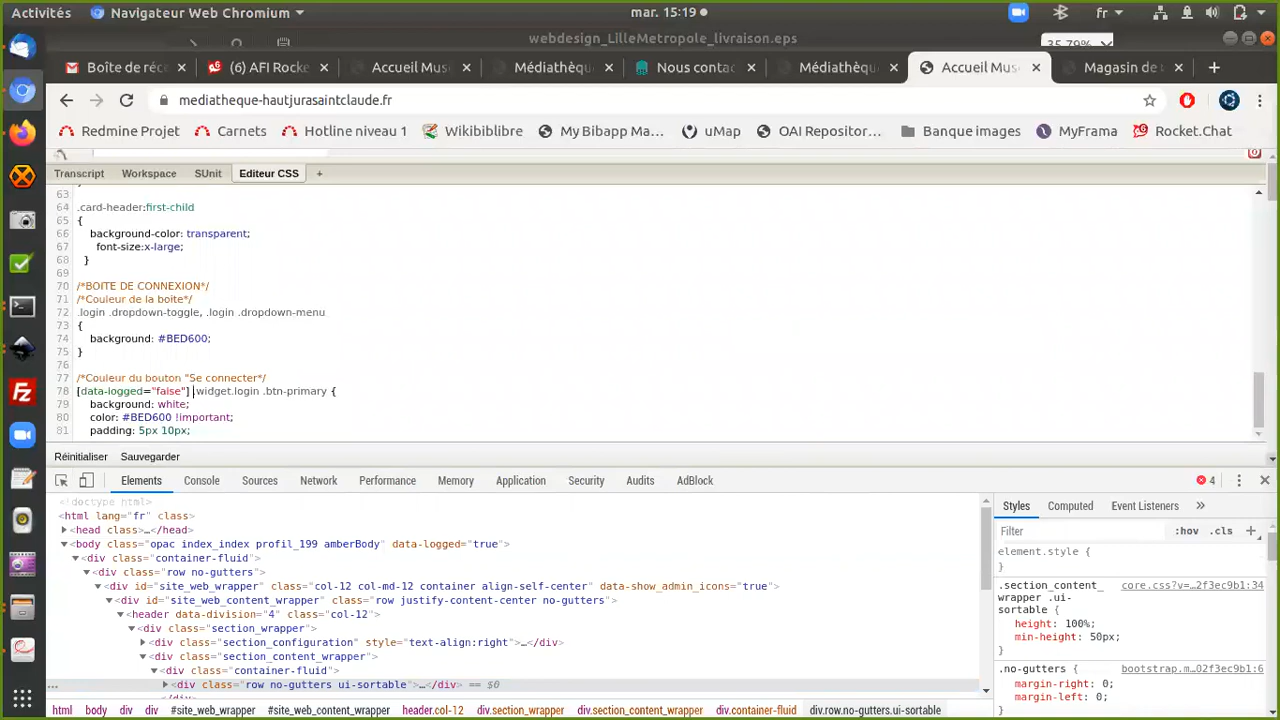 Activités Navigateur Web Chromium mar. 15:19 fr
webdesign_LilleMetropole_livraison.eps 35,79%
Boîte de réc (6) AFI Rocke Accueil Mus Médiathèqu Nous contac Médiathèqu Accueil Mus Magasin de
mediatheque-hautjurasaintclaude.fr
Redmine Projet Carnets Hotline niveau 1 Wikibiblibre My Bibapp Ma... uMap OAI Repositor... Banque images MyFrama Rocket.Chat
Transcript Workspace SUnit Editeur CSS +
63
64 .card-header:first-child
65 {
66 background-color: transparent;
67 font-size:x-large;
68 }
69
70 /*BOITE DE CONNEXION*/
71 /*Couleur de la boite*/
72 .login .dropdown-toggle, .login .dropdown-menu
73 {
74 background: #BED600;
75 }
76
77 /*Couleur du bouton "Se connecter*/
78 [data-logged="false"] .widget.login .btn-primary {
79 background: white;
80 color: #BED600 !important;
81 padding: 5px 10px;
Réinitialiser Sauvegarder
Elements Console Sources Network Performance Memory Application Security Audits AdBlock 4
<!doctype html>
<html lang="fr" class>
<head class>…</head>
<body class="opac index_index profil_199 amberBody" data-logged="true">
<div class="container-fluid">
<div class="row no-gutters">
<div id="site_web_wrapper" class="col-12 col-md-12 container align-self-center" data-show_admin_icons="true">
<div id="site_web_content_wrapper" class="row justify-content-center no-gutters">
<header data-division="4" class="col-12">
<div class="section_wrapper">
<div class="section_configuration" style="text-align:right">…</div>
<div class="section_content_wrapper">
<div class="container-fluid">
… <div class="row no-gutters ui-sortable">…</div> == $0
</div>
html body div div #site_web_wrapper #site_web_content_wrapper header.col-12 div.section_wrapper div.section_content_wrapper div.container-fluid div.row.no-gutters.ui-sortable
Styles Computed Event Listeners »
Filter :hov .cls +
element.style {
}
.section_content_ core.css?v=…2f3ec9b1:34
wrapper .ui-
sortable {
height: 100%;
min-height: 50px;
}
.no-gutters { bootstrap.m…02f3ec9b1:6
margin-right: 0;
margin-left: 0;